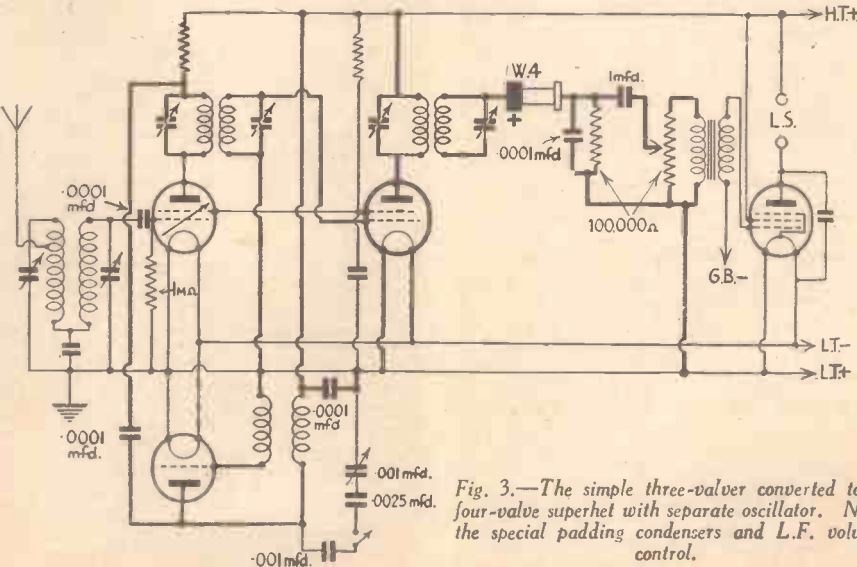 H.T.+
W.4
1mfd.
+
L.S.
.0001mfd
.0001
mfd
100,000Ω
G.B.-
1MΩ
L.T.-
L.T.+
.0001
mfd.
.0001
mfd.
.001mfd.
.0025mfd.
.001mfd.
Fig. 3.—The simple three-valver converted to
four-valve superhet with separate oscillator.
the special padding condensers and L.F.
control.